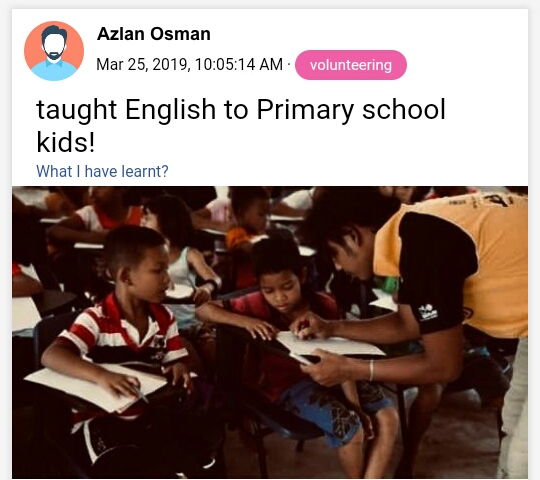 Azlan Osman
Mar 25, 2019, 10:05:14 AM · volunteering
taught English to Primary school
kids!
What I have learnt?